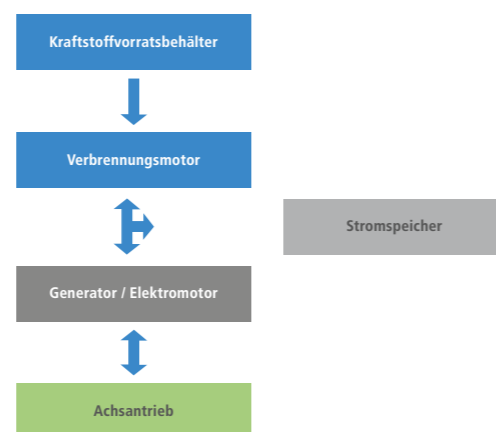 Kraftstoffvorratsbehälter
Verbrennungsmotor
Stromspeicher
Generator / Elektromotor
Achsantrieb